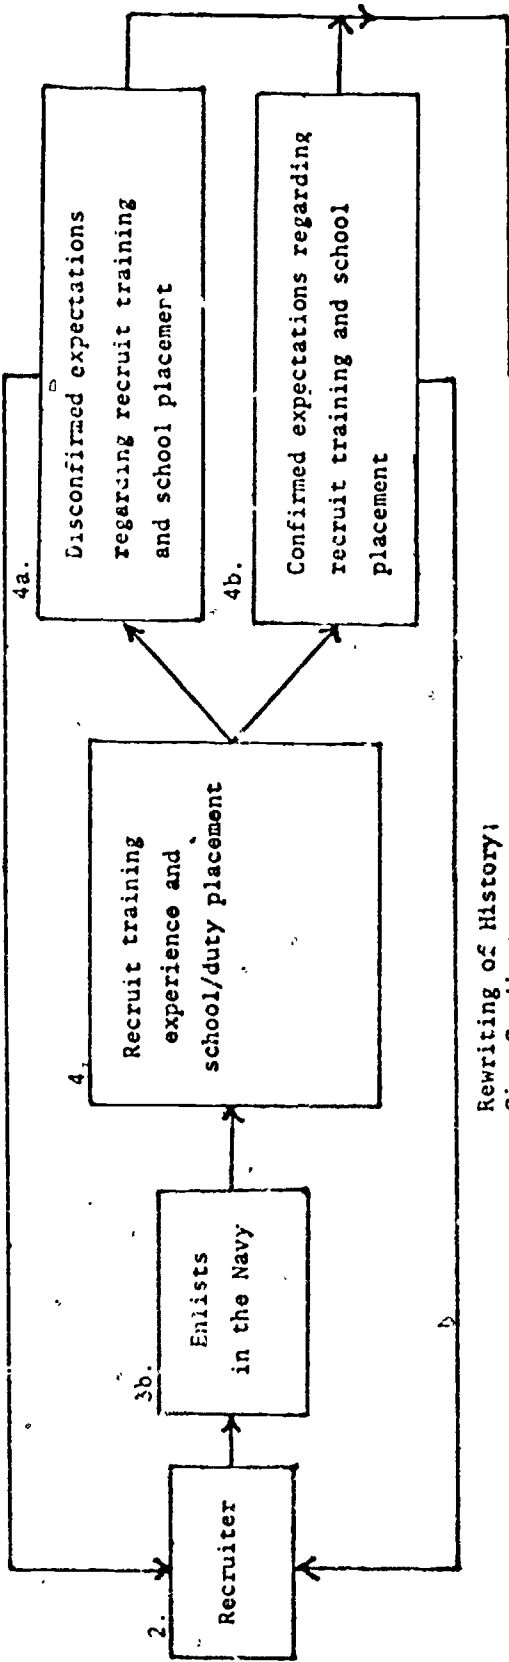 2.
Recruiter
3b.
Enlists
in the Navy
4.
Recruit training
experience and
school/duty placement
4a.
Disconfirmed expectations
regarding recruit training
and school placement
4b.
Confirmed expectations regarding
recruit training and school
placement
Rewriting of History: